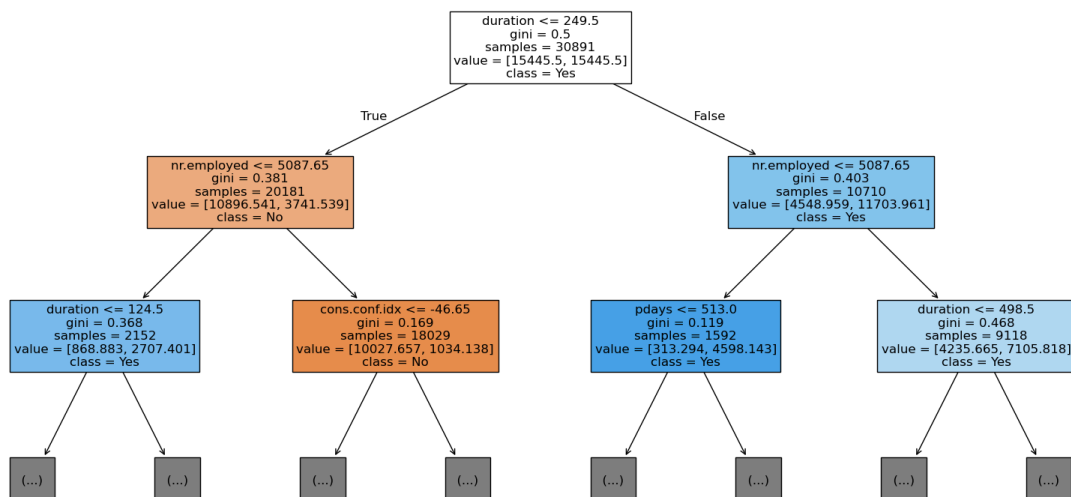 duration <= 249.5
gini = 0.5
samples = 30891
value = [15445.5, 15445.5]
class = Yes
True
False
nr.employed <= 5087.65
gini = 0.381
samples = 20181
value = [10896.541, 3741.539]
class = No
nr.employed <= 5087.65
gini = 0.403
samples = 10710
value = [4548.959, 11703.961]
class = Yes
duration <= 124.5
gini = 0.368
samples = 2152
value = [868.883, 2707.401]
class = Yes
cons.conf.idx <= -46.65
gini = 0.169
samples = 18029
value = [10027.657, 1034.138]
class = No
pdays <= 513.0
gini = 0.119
samples = 1592
value = [313.294, 4598.143]
class = Yes
duration <= 498.5
gini = 0.468
samples = 9118
value = [4235.665, 7105.818]
class = Yes
(...)
(...)
(...)
(...)
(...)
(...)
(...)
(...)